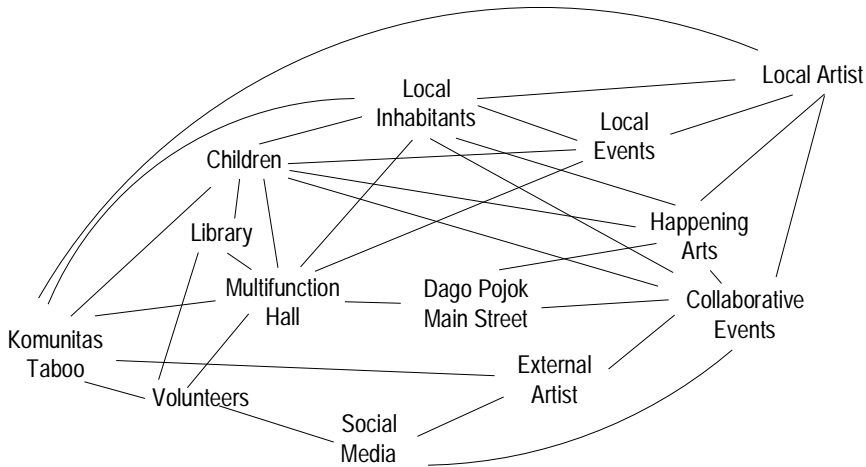 Local Artist
Local
Inhabitants
Local
Events
Children
Library
Happening
Arts
Multifunction
Hall
Dago Pojok
Main Street
Collaborative
Events
Komunitas
Taboo
External
Artist
Volunteers
Social
Media